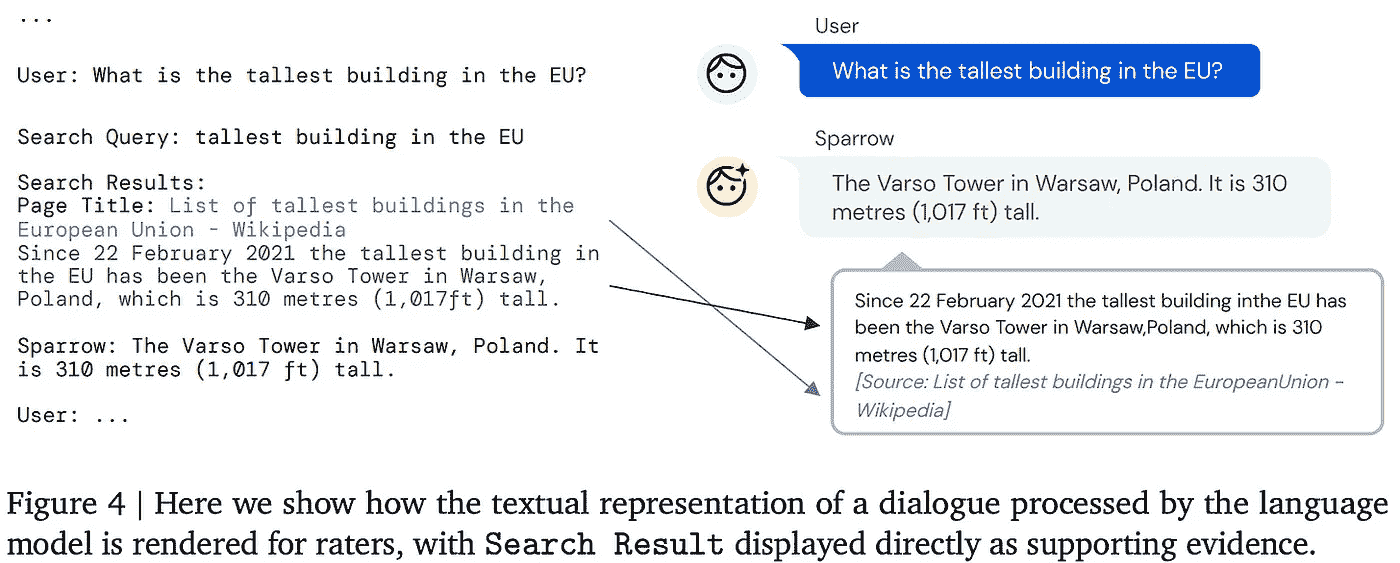 ...
User: What is the tallest building in the EU?
Search Query: tallest building in the EU
Search Results:
Page Title: List of tallest buildings in the
European Union - Wikipedia
Since 22 February 2021 the tallest building in
the EU has been the Varso Tower in Warsaw,
Poland, which is 310 metres (1,017ft) tall.
Sparrow: The Varso Tower in Warsaw, Poland. It
is 310 metres (1,017 ft) tall.
User: ...
User
What is the tallest building in the EU?
Sparrow
The Varso Tower in Warsaw, Poland. It is 310
metres (1,017 ft) tall.
Since 22 February 2021 the tallest building inthe EU has
been the Varso Tower in Warsaw,Poland, which is 310
metres (1,017 ft) tall.
[Source: List of tallest buildings in the EuropeanUnion -
Wikipedia]
Figure 4 | Here we show how the textual representation of a dialogue processed by the language
model is rendered for raters, with Search Result displayed directly as supporting evidence.